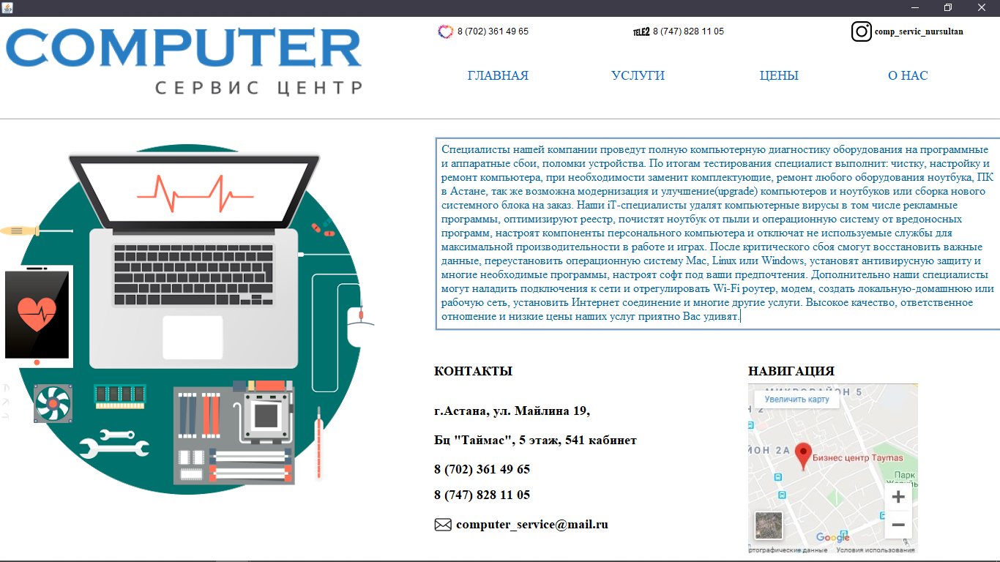 COMPUTER
СЕРВИС ЦЕНТР
8 (702) 361 49 65
TELE2 8 (747) 828 11 05
comp_servic_nursultan
ГЛАВНАЯ УСЛУГИ ЦЕНЫ О НАС
Специалисты нашей компании проведут полную компьютерную диагностику оборудования на программные
и аппаратные сбои, поломки устройства. По итогам тестирования специалист выполнит: чистку, настройку и
ремонт компьютера, при необходимости заменит комплектующие, ремонт любого оборудования ноутбука, ПК
в Астане, так же возможна модернизация и улучшение(upgrade) компьютеров и ноутбуков или сборка нового
системного блока на заказ. Наши iT-специалисты удалят компьютерные вирусы в том числе рекламные
программы, оптимизируют реестр, почистят ноутбук от пыли и операционную систему от вредоносных
программ, настроят компоненты персонального компьютера и отключат не используемые службы для
максимальной производительности в работе и играх. После критического сбоя смогут восстановить важные
данные, переустановить операционную систему Mac, Linux или Windows, установят антивирусную защиту и
многие необходимые программы, настроят софт под ваши предпочтения. Дополнительно наши специалисты
могут наладить подключения к сети и отрегулировать Wi-Fi роутер, модем, создать локальную-домашнюю или
рабочую сеть, установить Интернет соединение и многие другие услуги. Высокое качество, ответственное
отношение и низкие цены наших услуг приятно Вас удивят.
КОНТАКТЫ
г.Астана, ул. Майлина 19,
Бц "Таймас", 5 этаж, 541 кабинет
8 (702) 361 49 65
8 (747) 828 11 05
computer_service@mail.ru
НАВИГАЦИЯ
МИКРОРАЙОН 5
Увеличить карту
Н 2
ЙОН 2А
Бизнес центр Taymas
Парк
Google
ртографические данные Условия использования